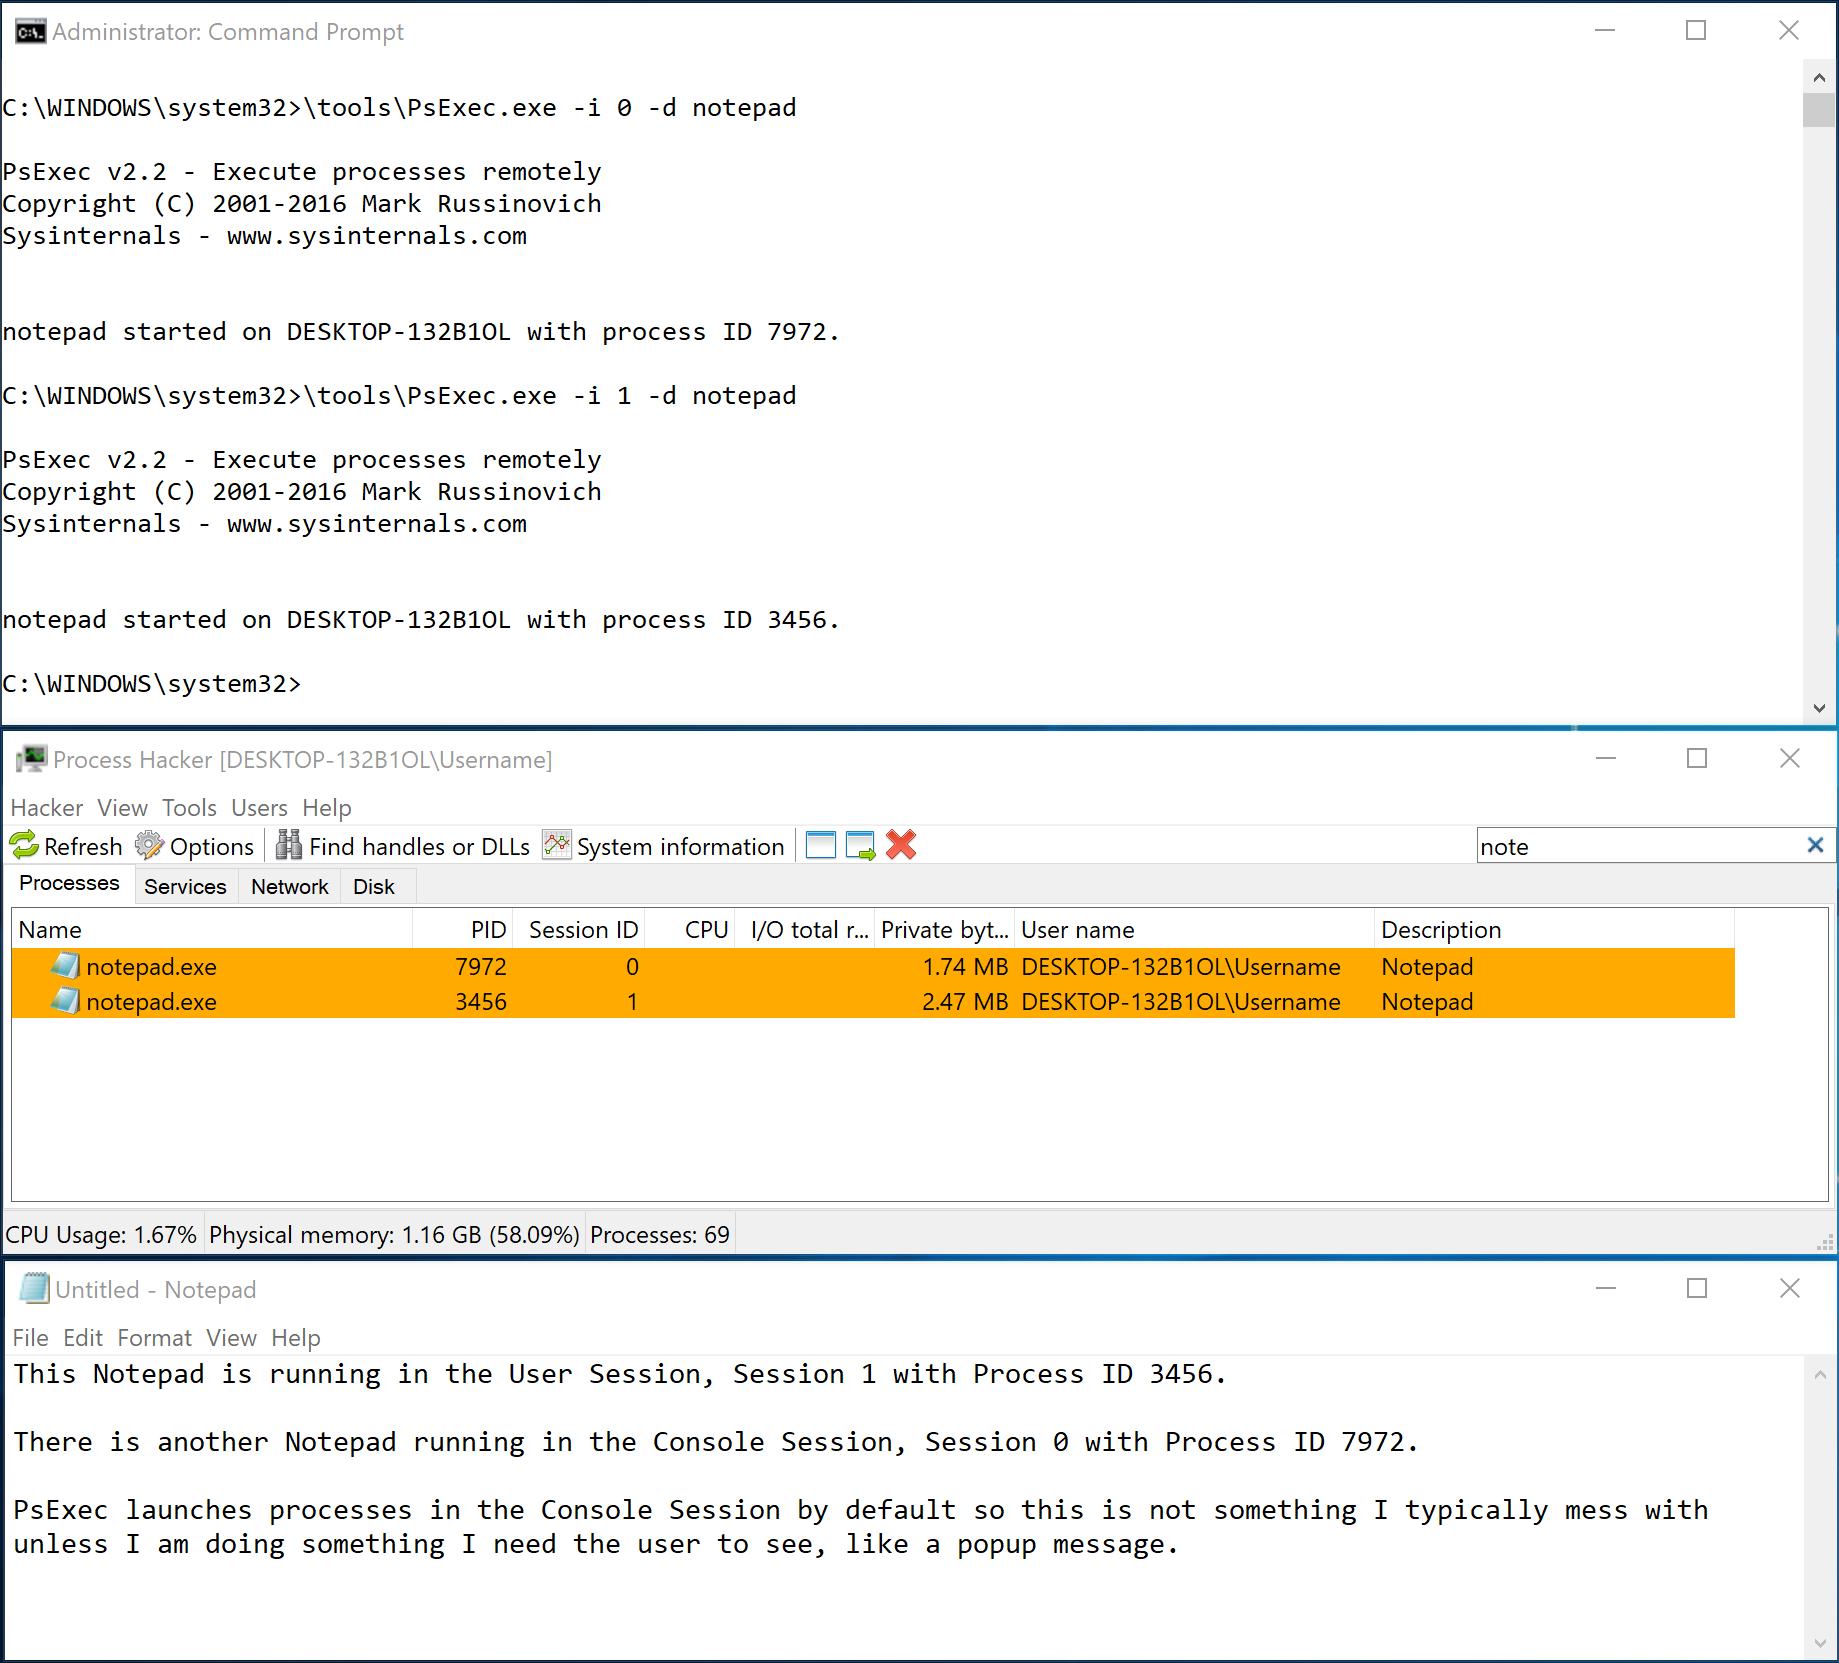 Administrator: Command Prompt
C:\WINDOWS\system32>\tools\PsExec.exe -i 0 -d notepad
PsExec v2.2 - Execute processes remotely
Copyright (C) 2001-2016 Mark Russinovich
Sysinternals - www.sysinternals.com
notepad started on DESKTOP-132B1OL with process ID 7972.
C:\WINDOWS\system32>\tools\PsExec.exe -i 1 -d notepad
PsExec v2.2 - Execute processes remotely
Copyright (C) 2001-2016 Mark Russinovich
Sysinternals - www.sysinternals.com
notepad started on DESKTOP-132B1OL with process ID 3456.
C:\WINDOWS\system32>
Process Hacker [DESKTOP-132B1OL\Username]
Hacker View Tools Users Help
Refresh Options Find handles or DLLs System information note
Processes Services Network Disk
Name PID Session ID CPU I/O total r... Private byt... User name Description
notepad.exe 7972 0 1.74 MB DESKTOP-132B1OL\Username Notepad
notepad.exe 3456 1 2.47 MB DESKTOP-132B1OL\Username Notepad
CPU Usage: 1.67% Physical memory: 1.16 GB (58.09%) Processes: 69
Untitled - Notepad
File Edit Format View Help
This Notepad is running in the User Session, Session 1 with Process ID 3456.
There is another Notepad running in the Console Session, Session 0 with Process ID 7972.
PsExec launches processes in the Console Session by default so this is not something I typically mess with
unless I am doing something I need the user to see, like a popup message.